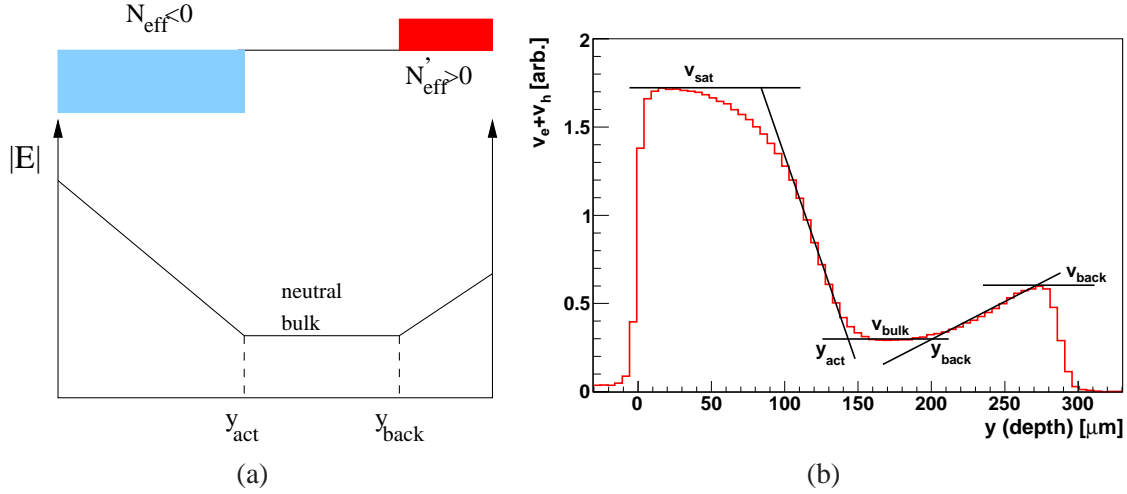 N_eff<0
N'_eff>0
|E|
neutral
bulk
y_act
y_back
(a)
v_e+v_h [arb.]
2
1.5
1
0.5
0
v_sat
v_back
v_bulk
y_act
y_back
0 50 100 150 200 250 300
y (depth) [μm]
(b)